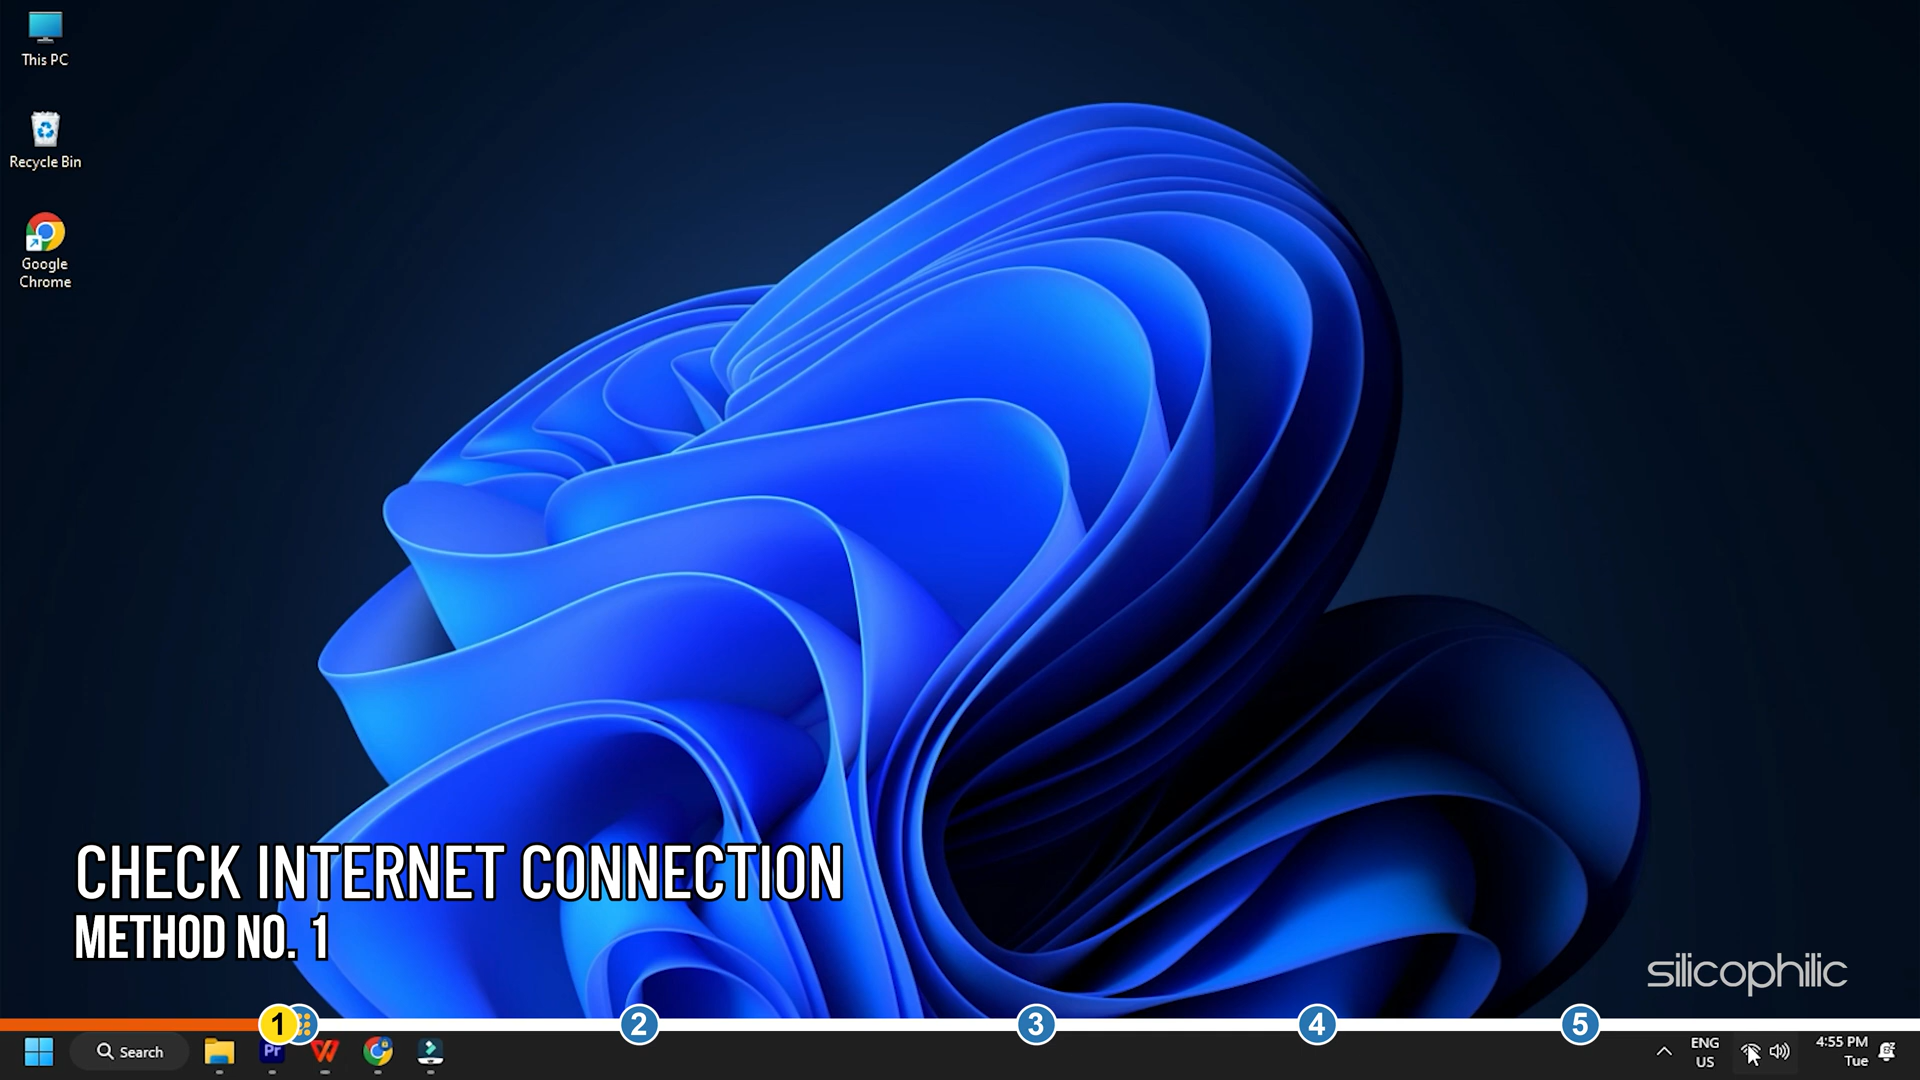 This PC
Recycle Bin
Google
Chrome
CHECK INTERNET CONNECTION
METHOD NO. 1
silicophilic
1
2
3
4
5
Search
Pr
ENG
US
4:55 PM
Tue